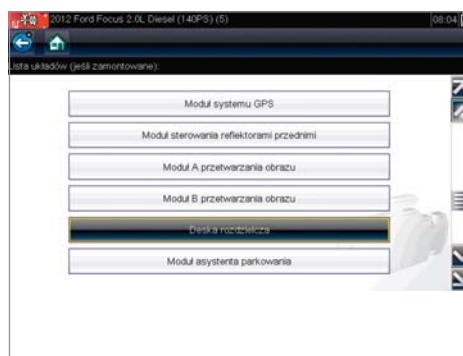 2012 Ford Focus 2.0L Diesel (140PS) (5)
08:04
Lista układów (jeśli zamontowane):
Moduł systemu GPS
Moduł sterowania reflektorami przednimi
Moduł A przetwarzania obrazu
Moduł B przetwarzania obrazu
Deska rozdzielcza
Moduł asystenta parkowania